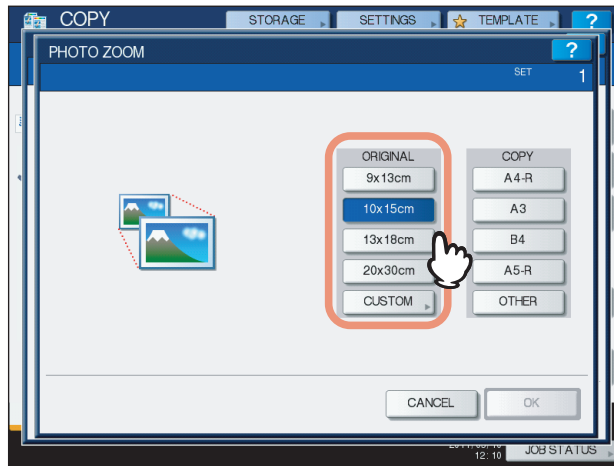 COPY STORAGE SETTINGS TEMPLATE ?
PHOTO ZOOM ?
SET 1
ORIGINAL COPY
9x13cm A4-R
10x15cm A3
13x18cm B4
20x30cm A5-R
CUSTOM OTHER
CANCEL OK
12:10 JOB STATUS